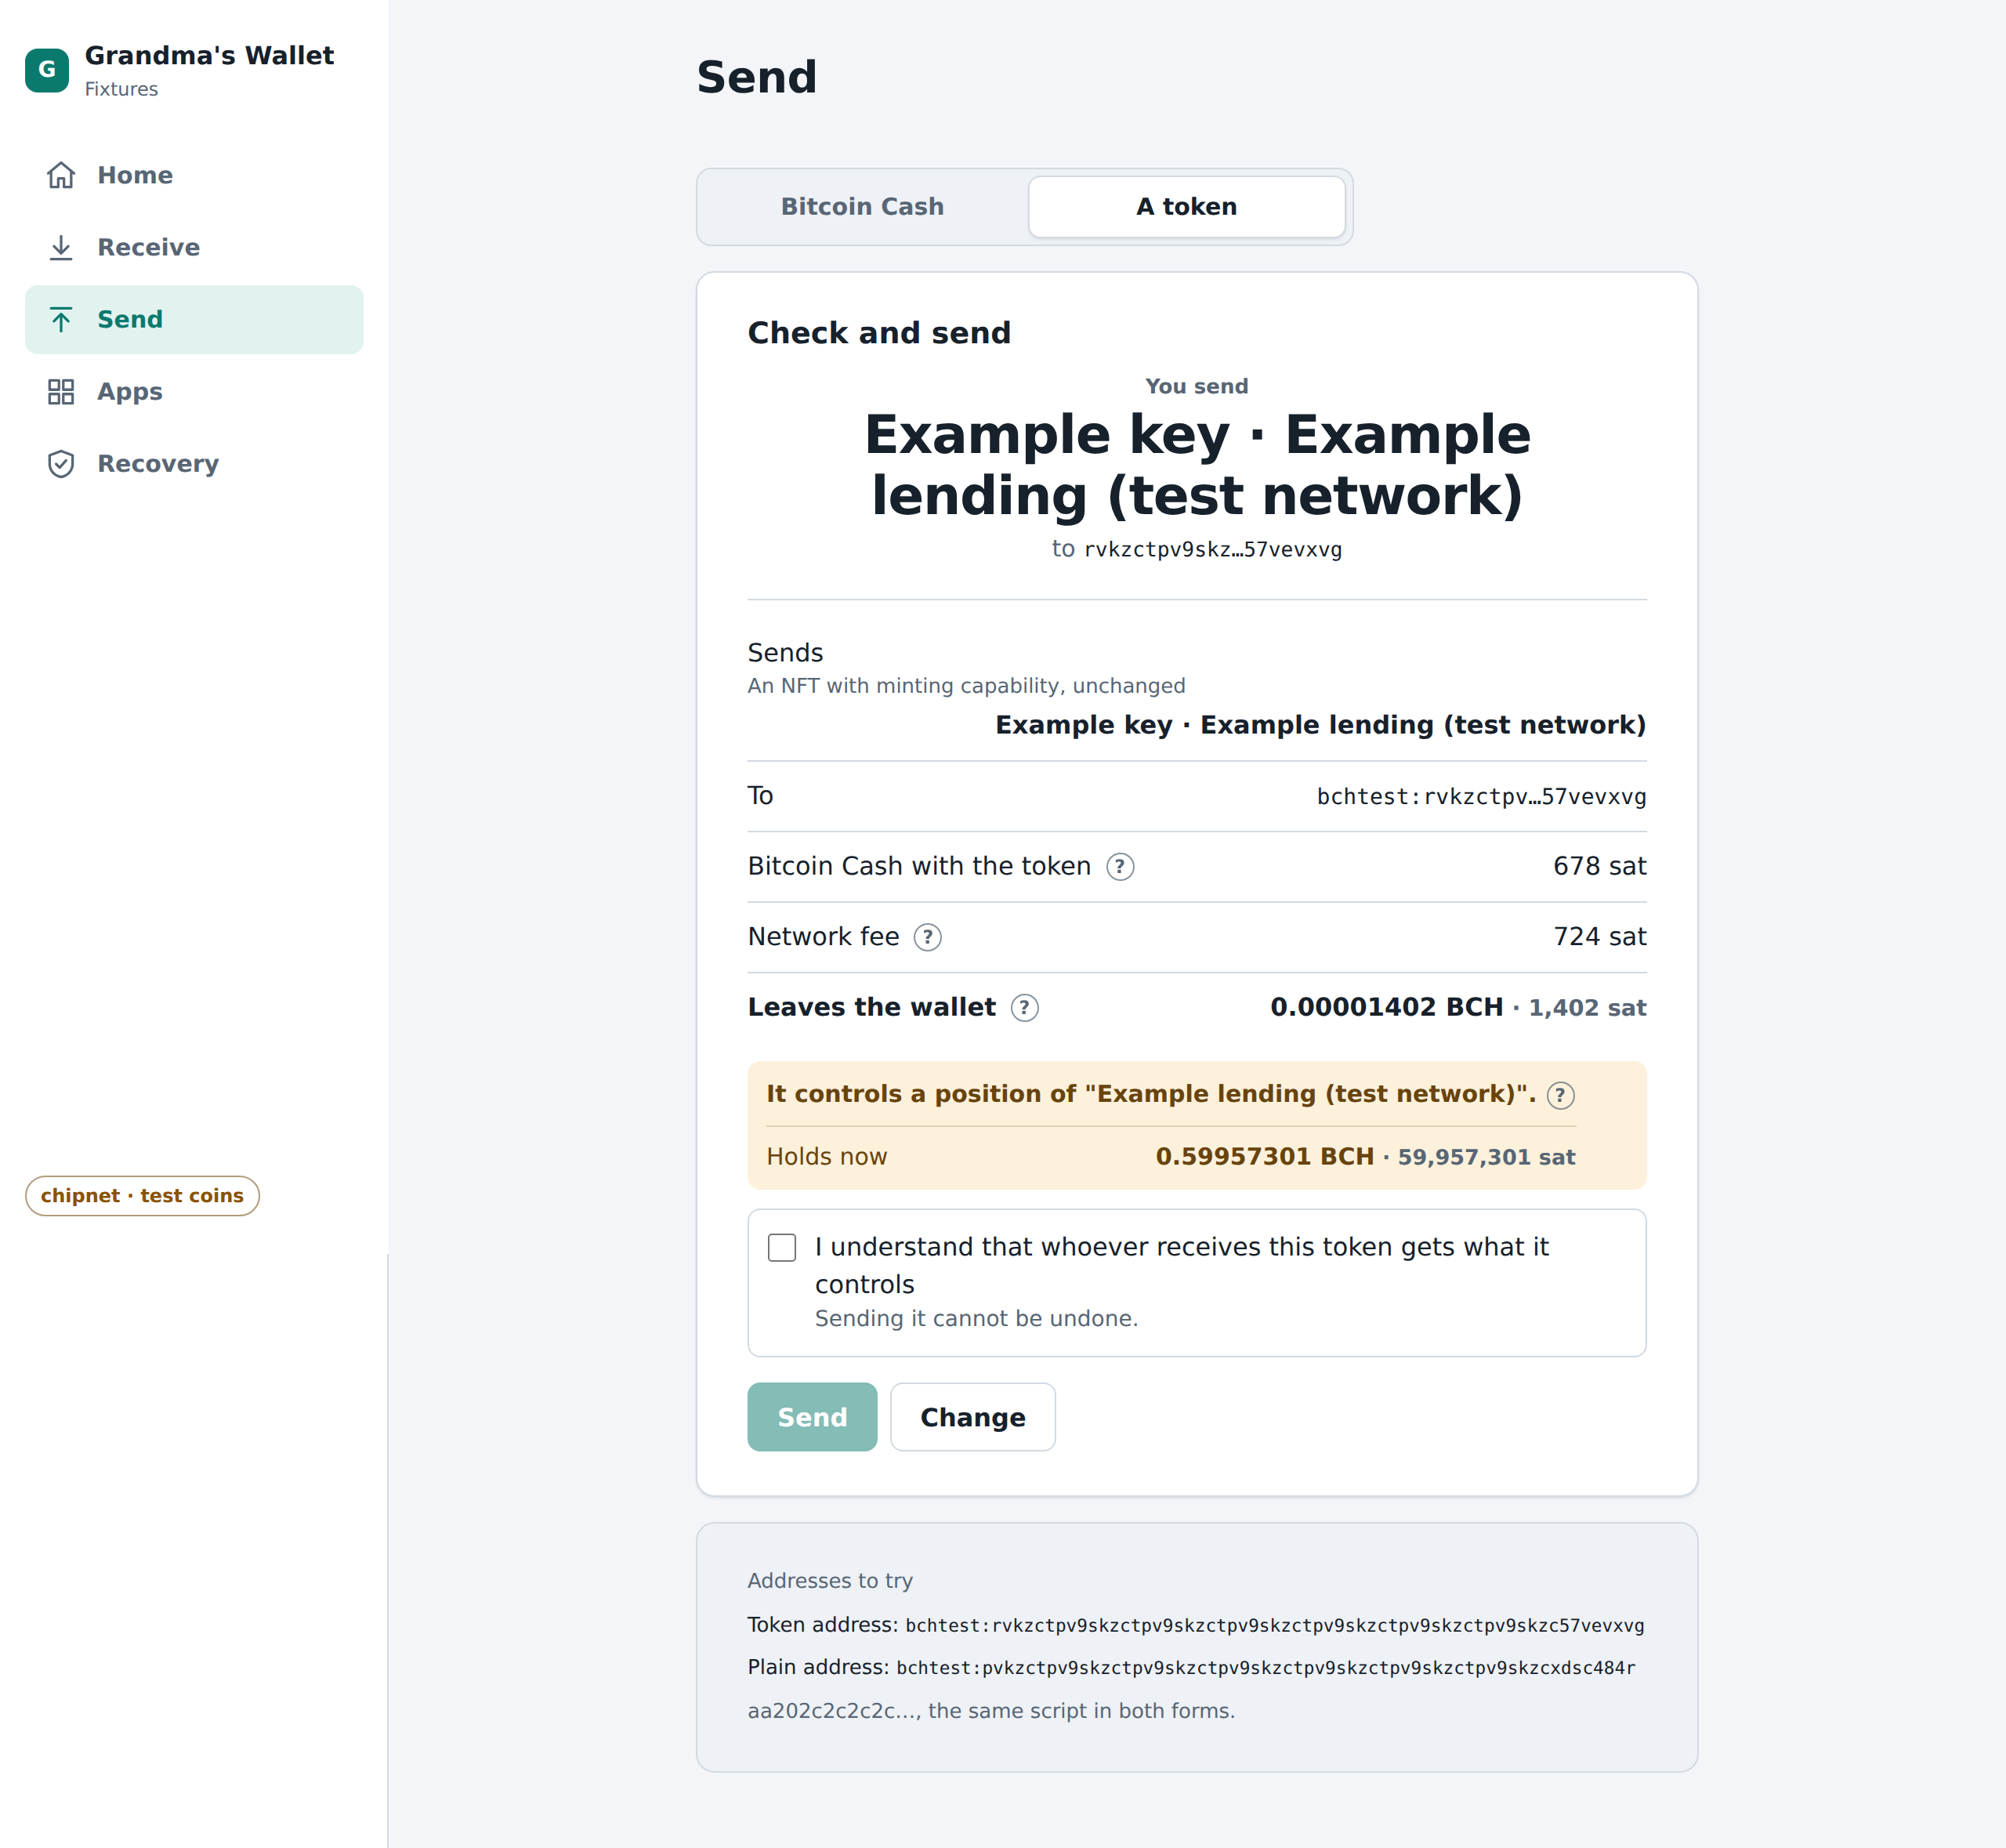 G
Grandma's Wallet
Fixtures
Home
Receive
Send
Apps
Recovery
chipnet · test coins
Send
Bitcoin Cash
A token
Check and send
You send
Example key · Example
lending (test network)
to rvkzctpv9skz…57vevxvg
Sends
An NFT with minting capability, unchanged
Example key · Example lending (test network)
To bchtest:rvkzctpv…57vevxvg
Bitcoin Cash with the token ? 678 sat
Network fee ? 724 sat
Leaves the wallet ? 0.00001402 BCH · 1,402 sat
It controls a position of "Example lending (test network)". ?
Holds now 0.59957301 BCH · 59,957,301 sat
I understand that whoever receives this token gets what it
controls
Sending it cannot be undone.
Send
Change
Addresses to try
Token address: bchtest:rvkzctpv9skzctpv9skzctpv9skzctpv9skzctpv9skzctpv9skzc57vevxvg
Plain address: bchtest:pvkzctpv9skzctpv9skzctpv9skzctpv9skzctpv9skzctpv9skzcxdsc484r
aa202c2c2c2c…, the same script in both forms.